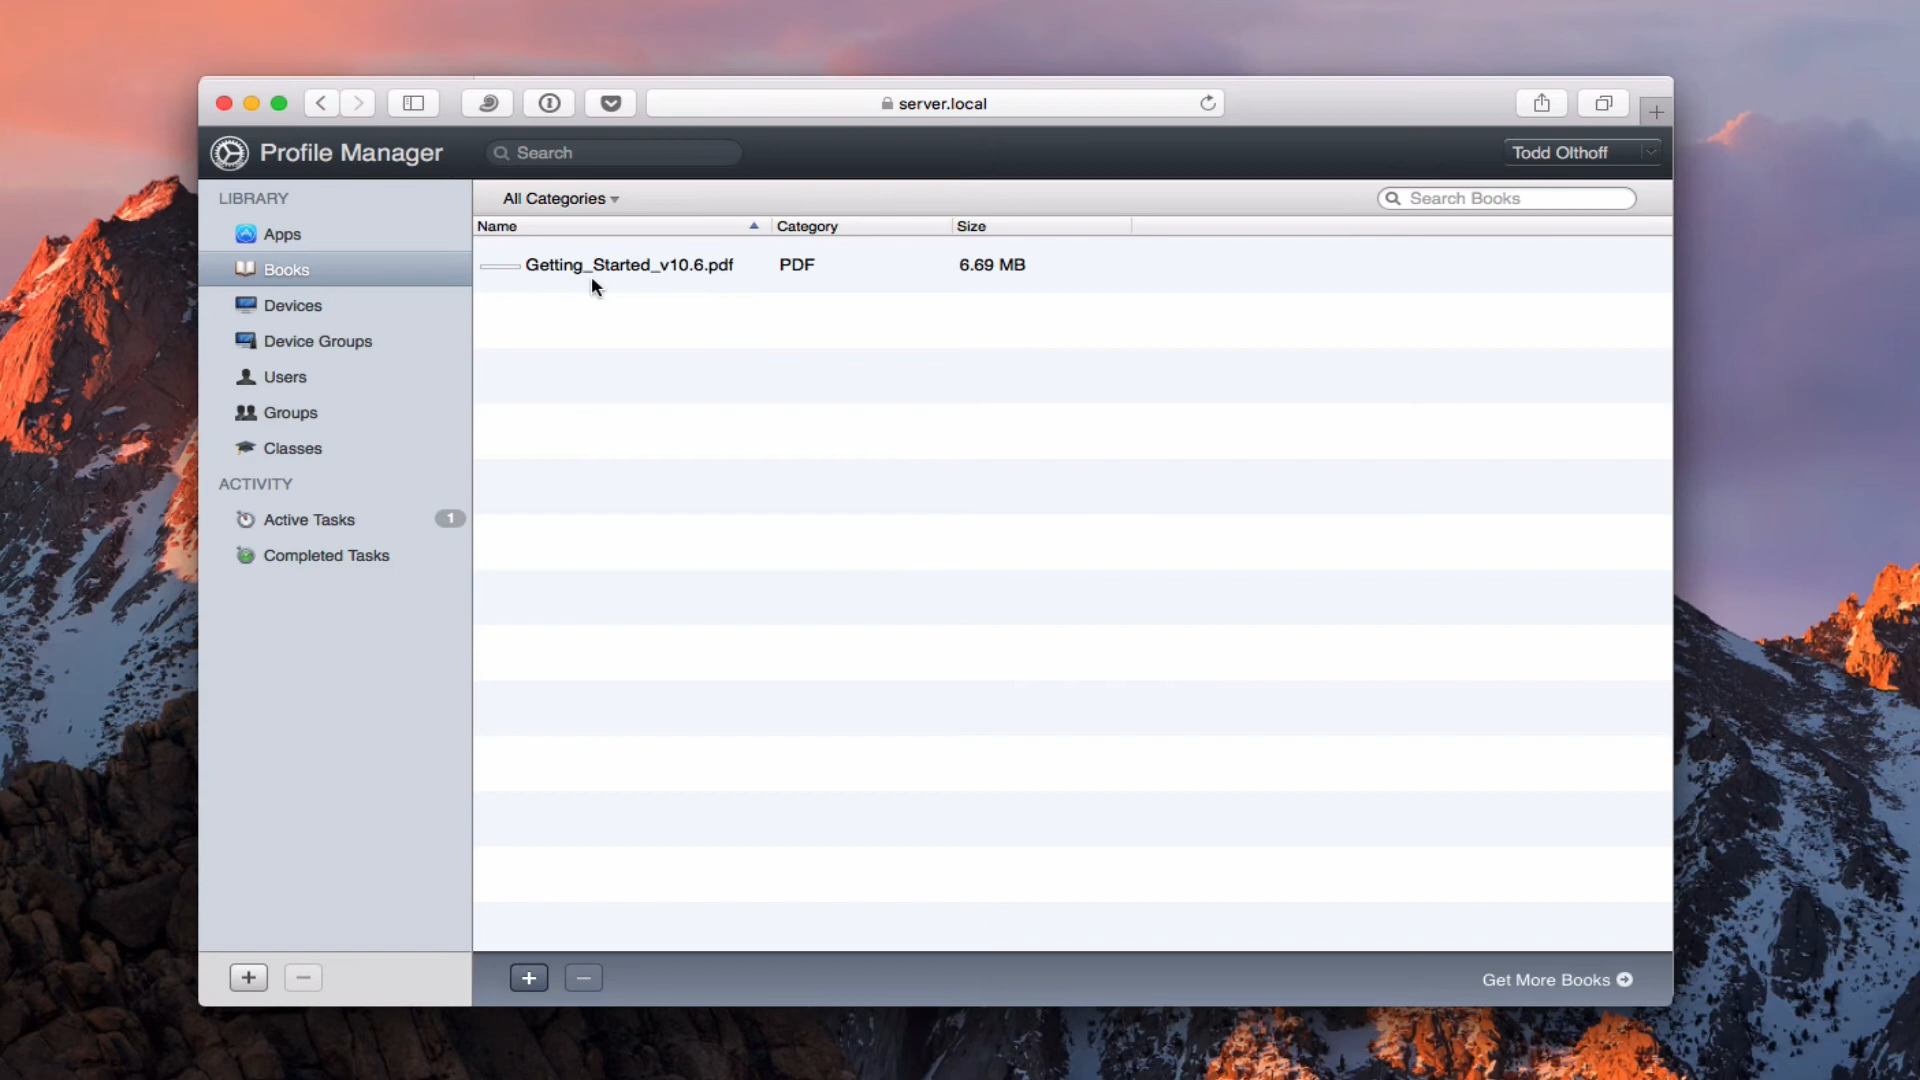 server.local
Profile Manager
Search
Todd Olthoff
LIBRARY
Apps
Books
Devices
Device Groups
Users
Groups
Classes
ACTIVITY
Active Tasks 1
Completed Tasks
All Categories
Search Books
Name Category Size
Getting_Started_v10.6.pdf PDF 6.69 MB
Get More Books